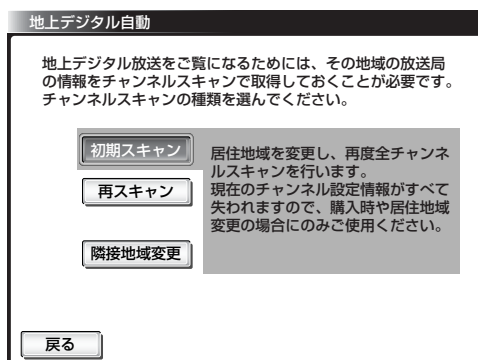 地上デジタル自動
地上デジタル放送をご覧になるためには、その地域の放送局
の情報をチャンネルスキャンで取得しておくことが必要です。
チャンネルスキャンの種類を選んでください。
初期スキャン
再スキャン
隣接地域変更
居住地域を変更し、再度全チャンネ
ルスキャンを行います。
現在のチャンネル設定情報がすべて
失われますので、購入時や居住地域
変更の場合にのみご使用ください。
戻る